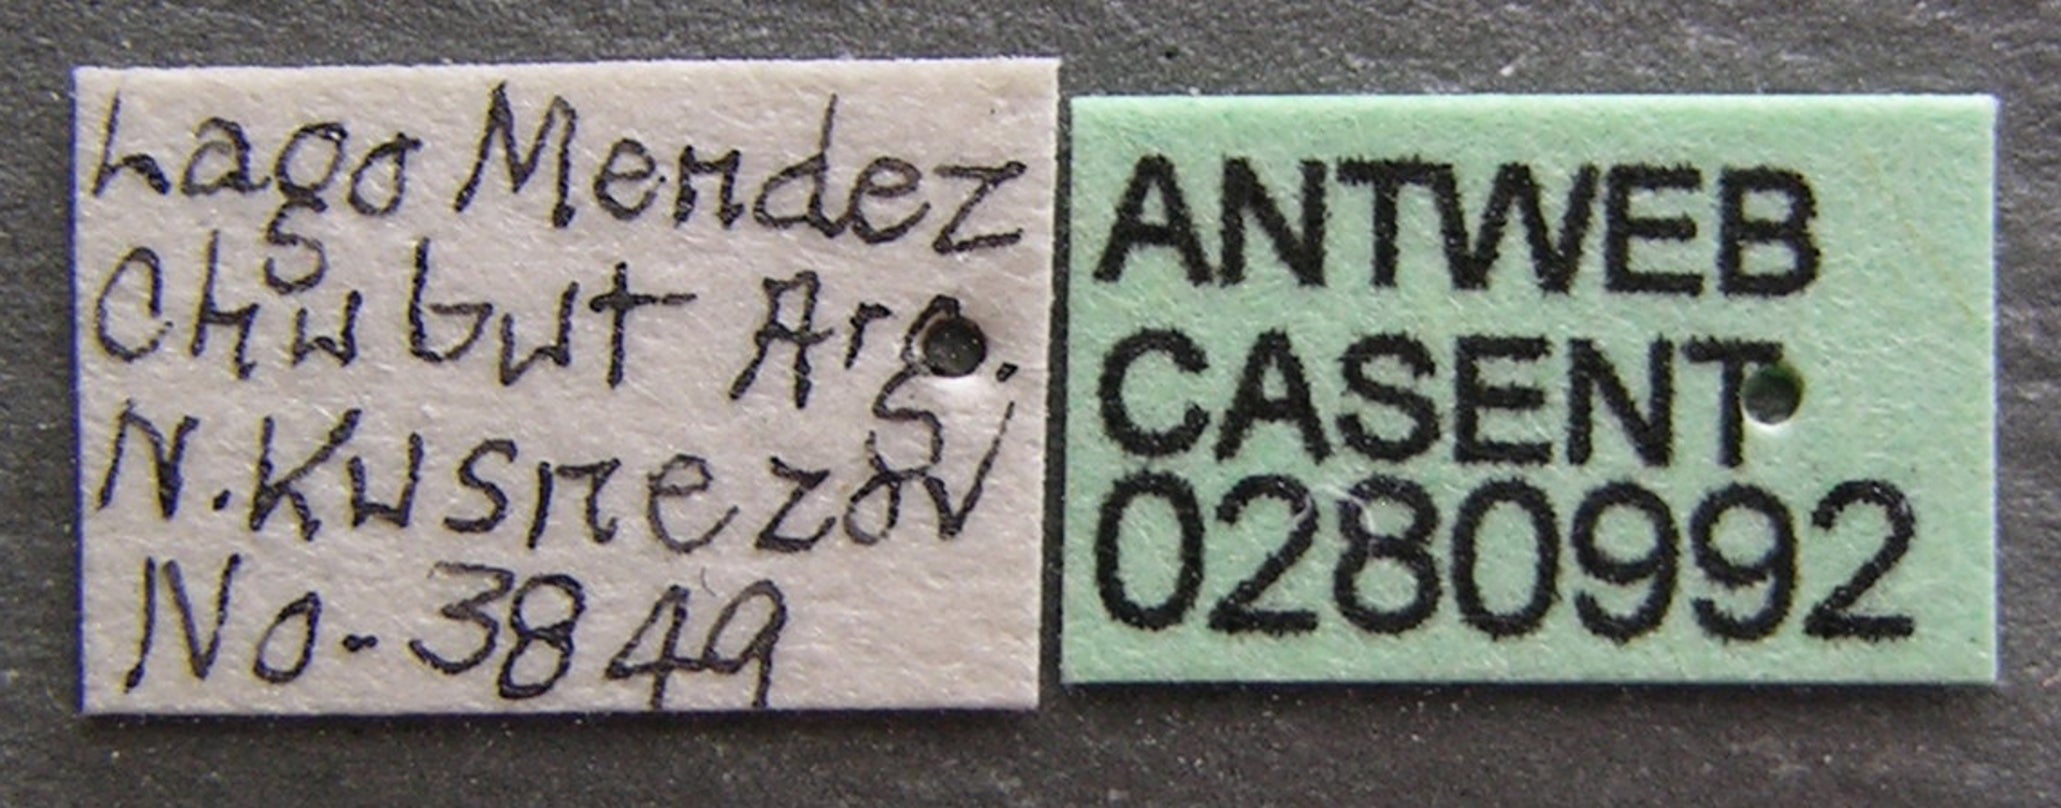 Lago Mendez
Chubut Arg.
N. Kusnezov
No. 3849
ANTWEB
CASENT
0280992